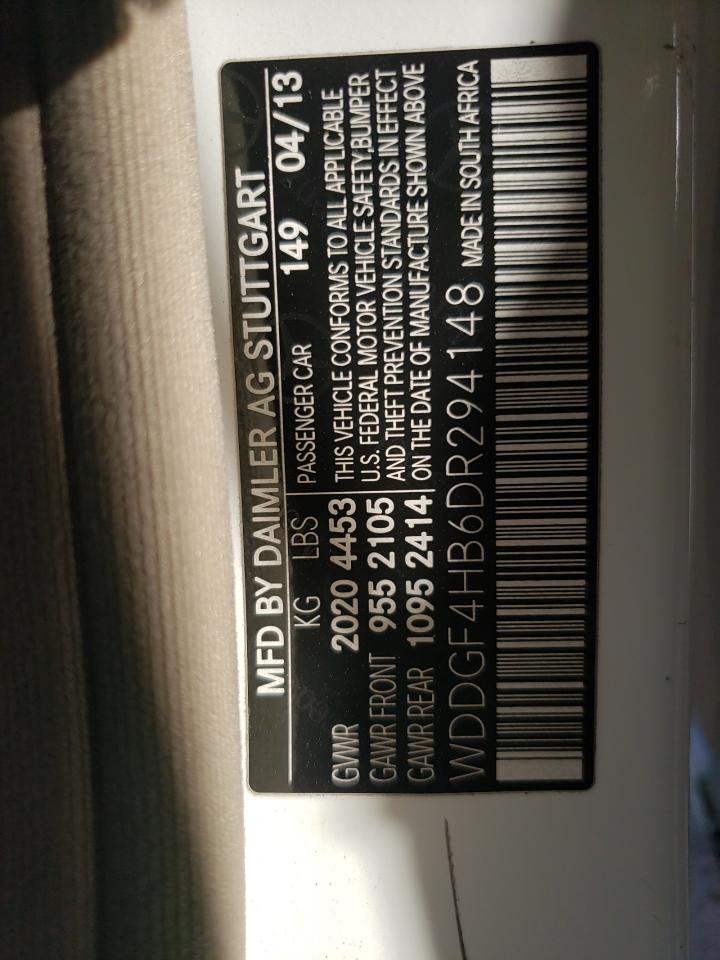 MFD BY DAIMLER AG STUTTGART
KG LBS PASSENGER CAR 149 04/13
GVWR 2020 4453 THIS VEHICLE CONFORMS TO ALL APPLICABLE
GAWR FRONT 955 2105 U.S. FEDERAL MOTOR VEHICLE SAFETY,BUMPER
GAWR REAR 1095 2414 AND THEFT PREVENTION STANDARDS IN EFFECT
ON THE DATE OF MANUFACTURE SHOWN ABOVE
WDDGF4HB6DR294148 MADE IN SOUTH AFRICA